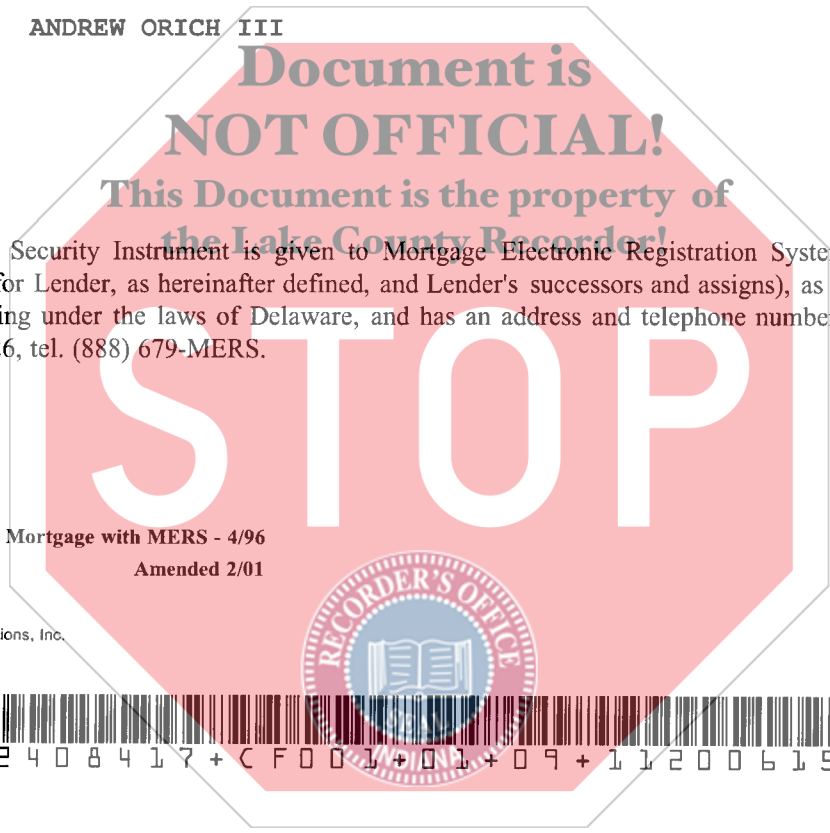 ANDREW ORICH III
Document is
NOT OFFICIAL!
This Document is the property of
the Lake County Recorder!
Security Instrument is given to Mortgage Electronic Registration Syste
for Lender, as hereinafter defined, and Lender's successors and assigns), as
ing under the laws of Delaware, and has an address and telephone numbe
6, tel. (888) 679-MERS.
STOP
Mortgage with MERS - 4/96
Amended 2/01
ions, Inc.
RECORDER'S OFFICE
SEAL
INDIANA
2408417+CF001+01+09+11200615